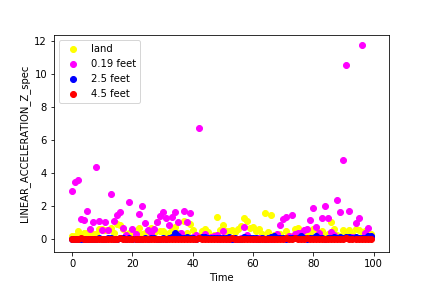 12
10
8
6
4
2
0
LINEAR_ACCELERATION_Z_spec
land
0.19 feet
2.5 feet
4.5 feet
0 20 40 60 80 100
Time